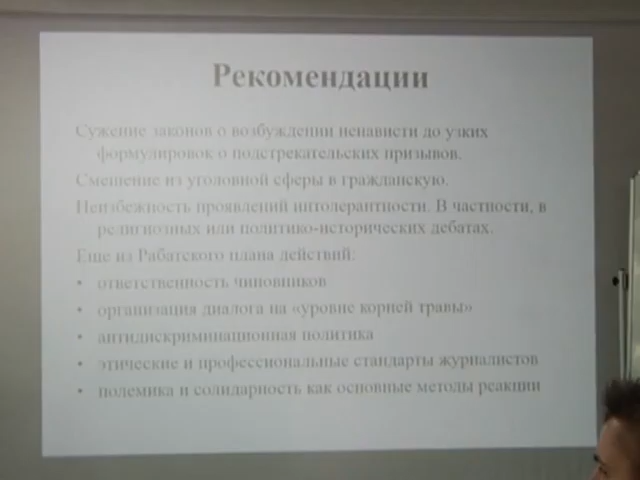 Рекомендации
Сужение законов о возбуждении ненависти до узких
формулировок о подстрекательских призывов.
Смещение из уголовной сферы в гражданскую.
Неизбежность проявлений интолерантности. В частности, в
религиозных или политико-исторических дебатах.
Еще из Рабатского плана действий:
• ответственность чиновников
• организация диалога на «уровне корней травы»
• антидискриминационная политика
• этические и профессиональные стандарты журналистов
• полемика и солидарность как основные методы реакции